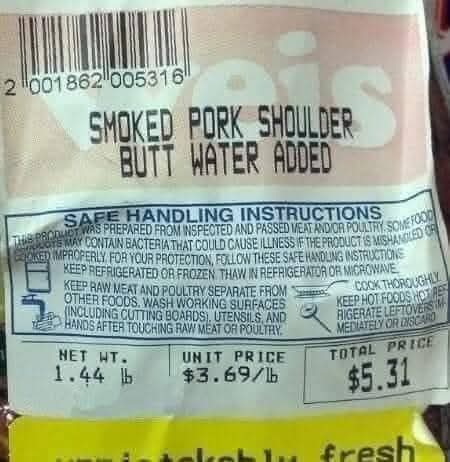 Weis
2 001862 005316
SMOKED PORK SHOULDER
BUTT WATER ADDED
SAFE HANDLING INSTRUCTIONS
THIS PRODUCT WAS PREPARED FROM INSPECTED AND PASSED MEAT AND/OR POULTRY. SOME FOOD
PRODUCTS MAY CONTAIN BACTERIA THAT COULD CAUSE ILLNESS IF THE PRODUCT IS MISHANDLED OR
COOKED IMPROPERLY. FOR YOUR PROTECTION, FOLLOW THESE SAFE HANDLING INSTRUCTIONS
KEEP REFRIGERATED OR FROZEN. THAW IN REFRIGERATOR OR MICROWAVE.
KEEP RAW MEAT AND POULTRY SEPARATE FROM
OTHER FOODS. WASH WORKING SURFACES
(INCLUDING CUTTING BOARDS), UTENSILS, AND
HANDS AFTER TOUCHING RAW MEAT OR POULTRY.
COOK THOROUGHLY
KEEP HOT FOODS HOT. REF
RIGERATE LEFTOVERS IM-
MEDIATELY OR DISCARD
NET WT.
1.44 lb
UNIT PRICE
$3.69/lb
TOTAL PRICE
$5.31
fresh